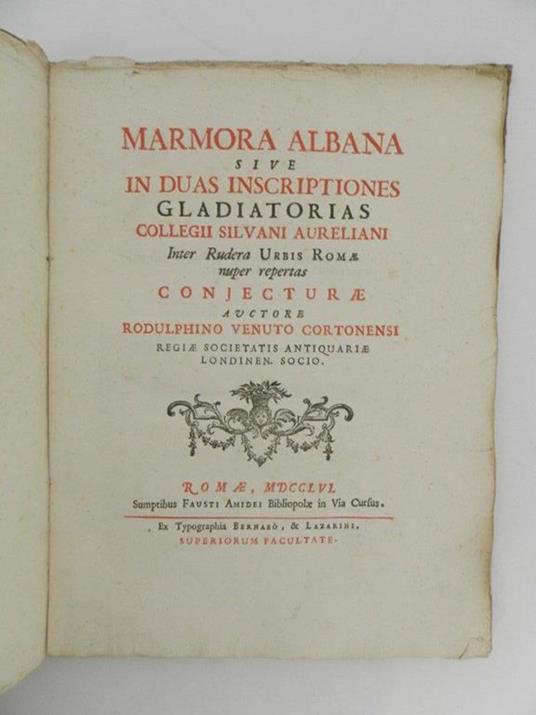 MARMORA ALBANA
SIVE
IN DUAS INSCRIPTIONES
GLADIATORIAS
COLLEGII SILVANI AURELIANI
Inter Rudera URBIS ROMÆ
nuper repertas
CONJECTURÆ
AVCTORE
RODULPHINO VENUTO CORTONENSI
REGIÆ SOCIETATIS ANTIQUARIÆ
LONDINEN. SOCIO.
ROMÆ, MDCCLVI.
Sumptibus FAUSTI AMIDEI Bibliopolæ in Via Cursus.
Ex Typographia BERNABÒ, & LAZARINI,
SUPERIORUM FACULTATE.